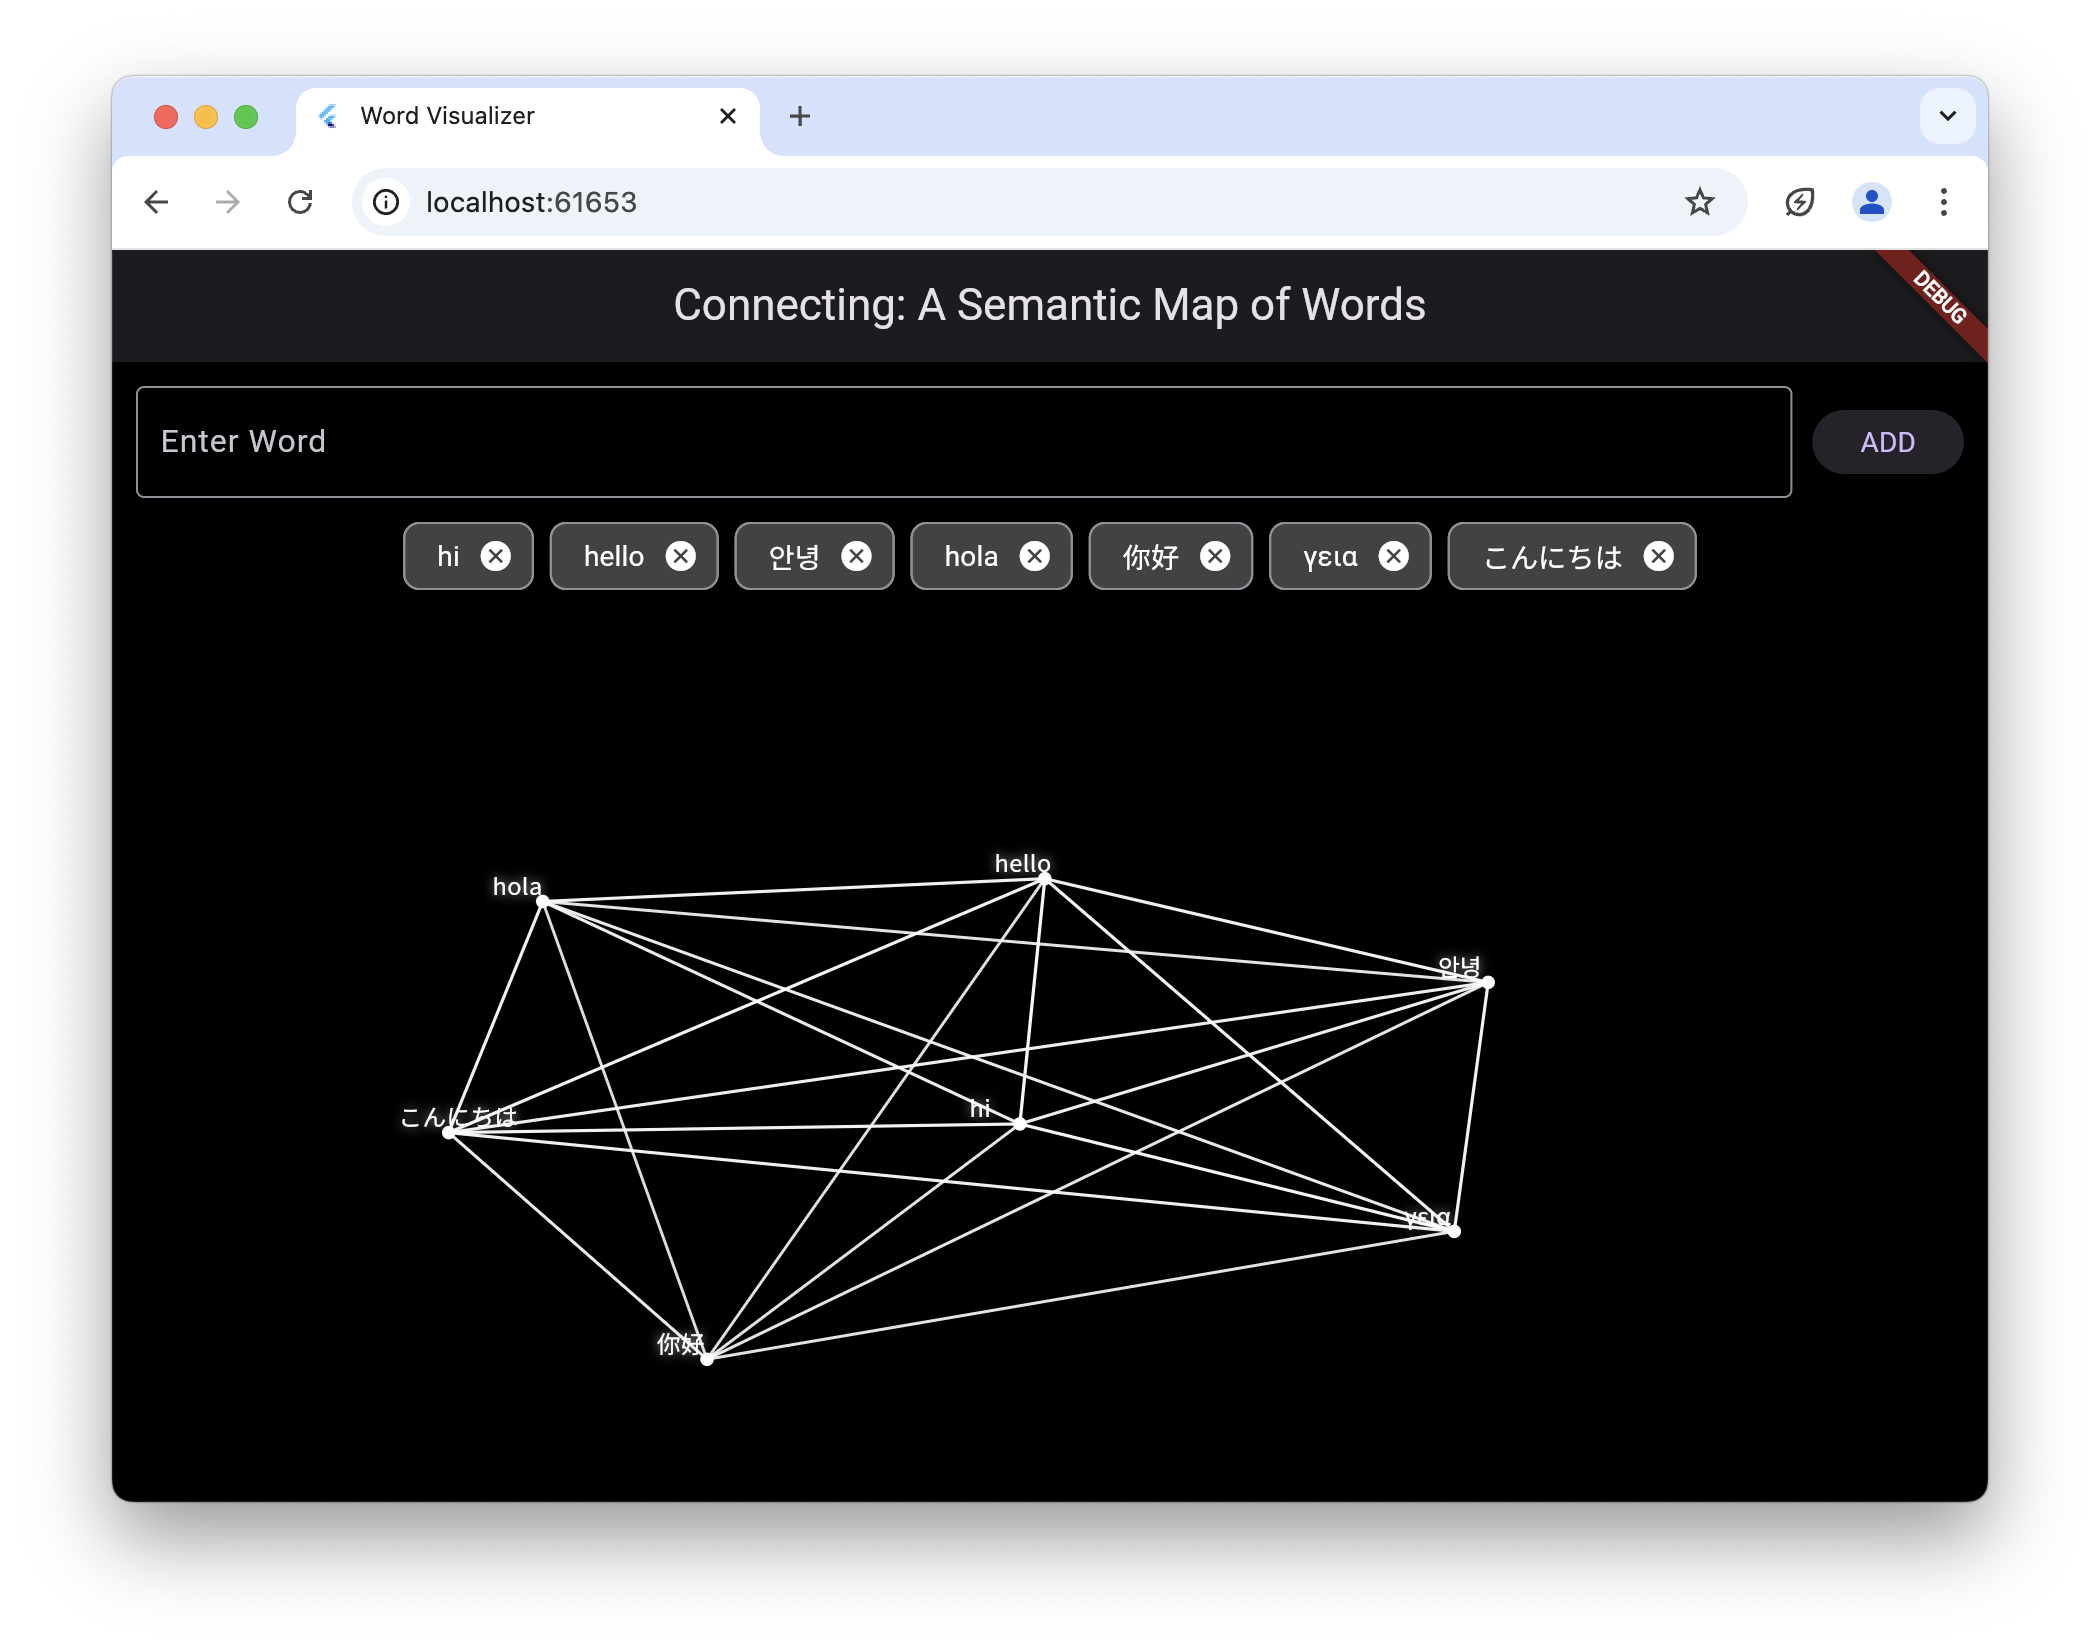 Word Visualizer
localhost:61653
Connecting: A Semantic Map of Words
DEBUG
Enter Word
ADD
hi
hello
안녕
hola
你好
γεια
こんにちは
hello
hola
안녕
hi
こんにちは
γεια
你好